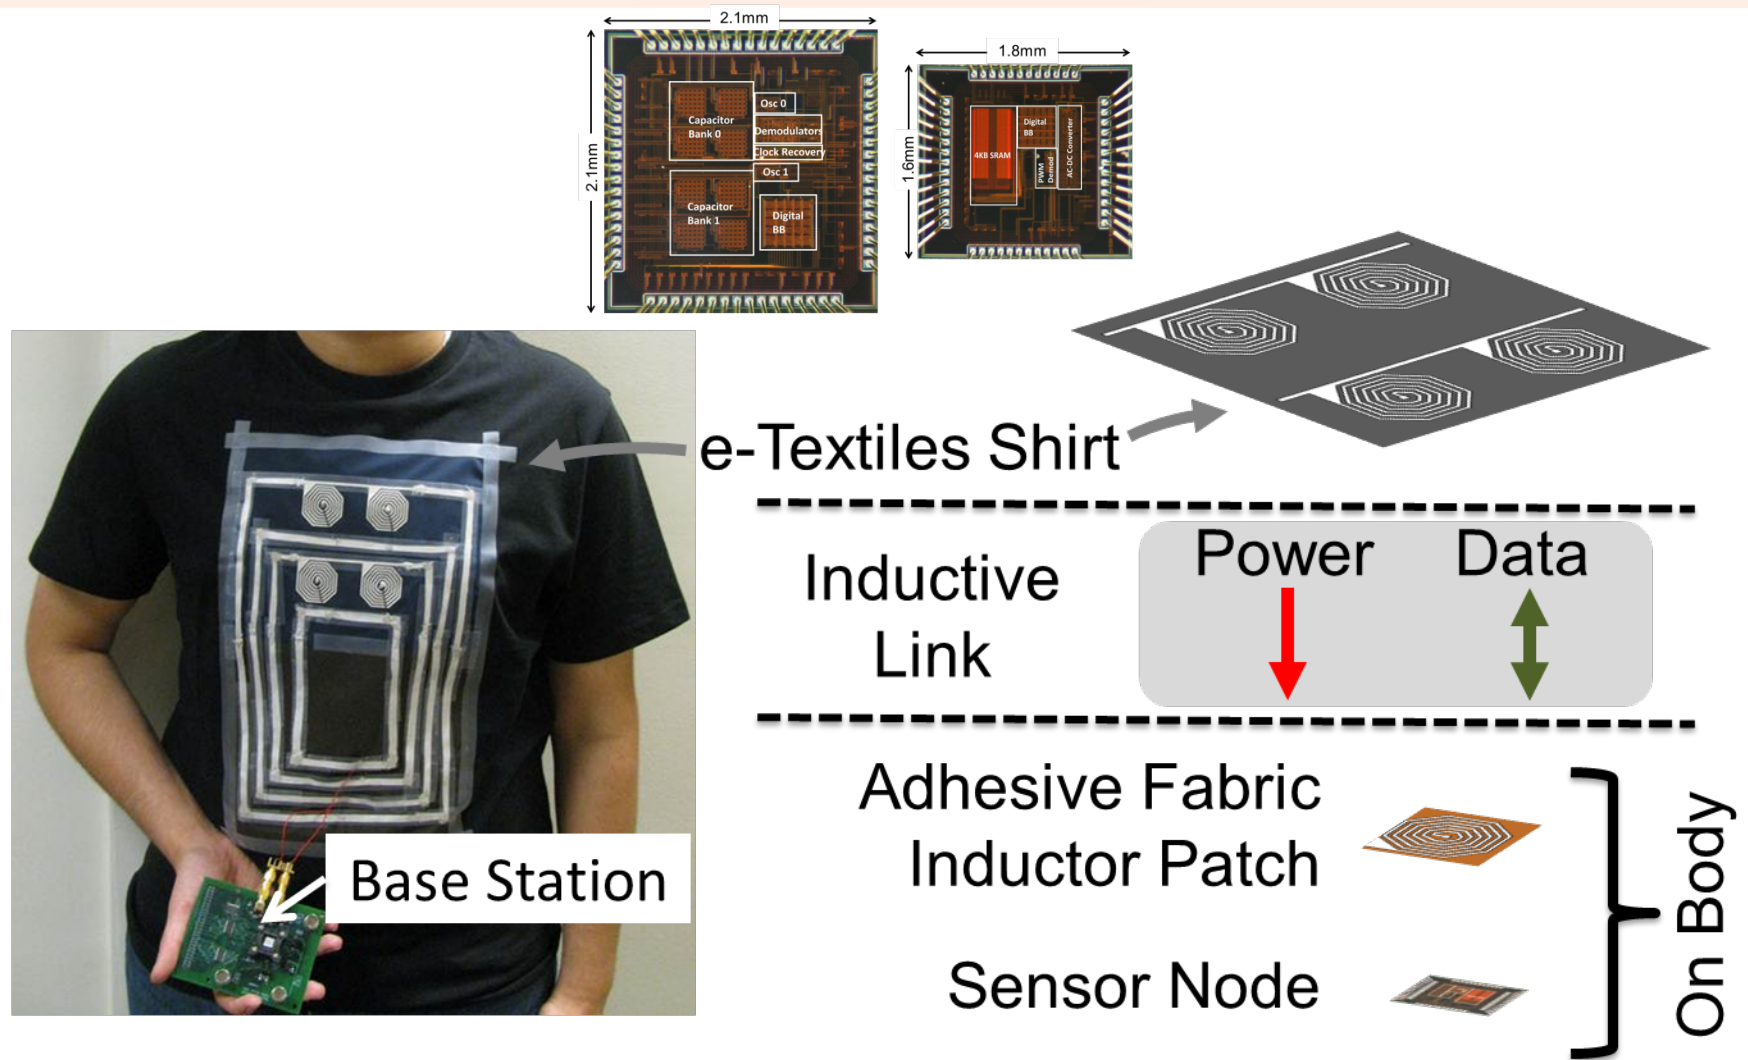 2.1mm
2.1mm
Capacitor
Bank 0
Osc 0
Demodulators
Clock Recovery
Osc 1
Capacitor
Bank 1
Digital
BB
1.8mm
1.6mm
4KB SRAM
Digital
BB
PWM
Demod
AC-DC Converter
e-Textiles Shirt
Inductive
Link
Power
Data
Base Station
Adhesive Fabric
Inductor Patch
Sensor Node
On Body